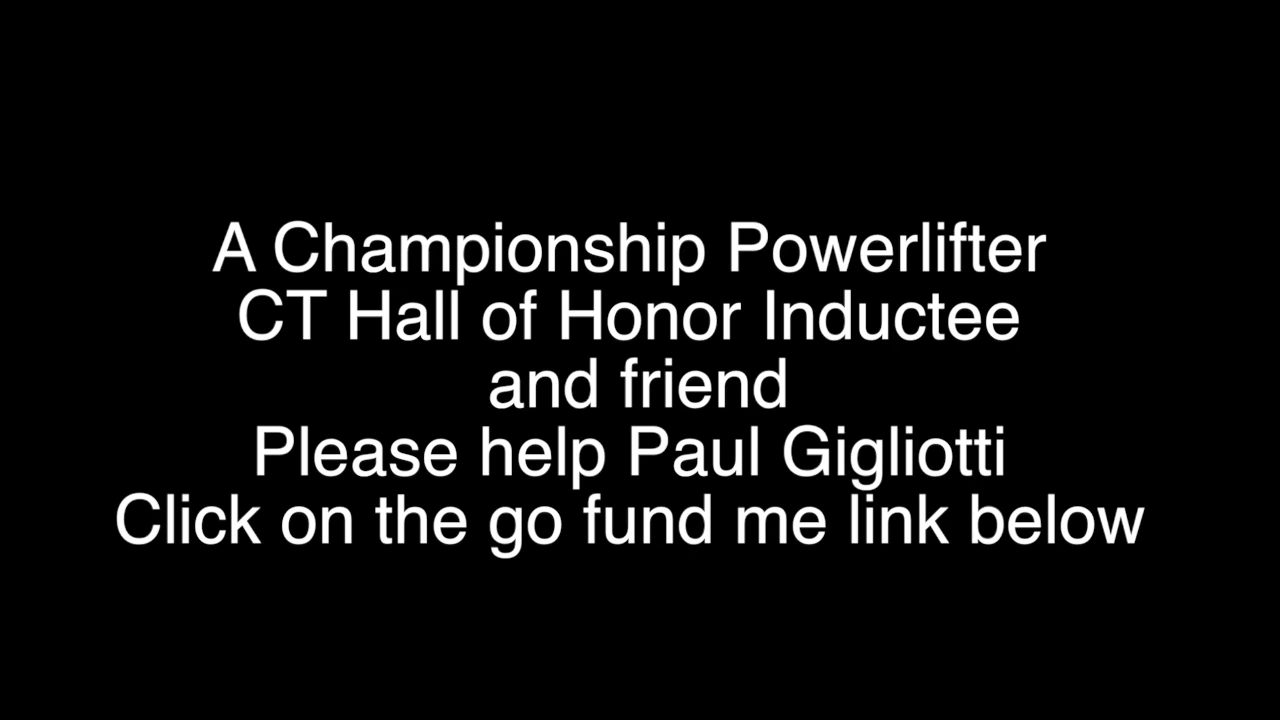 A Championship Powerlifter
CT Hall of Honor Inductee
and friend
Please help Paul Gigliotti
Click on the go fund me link below